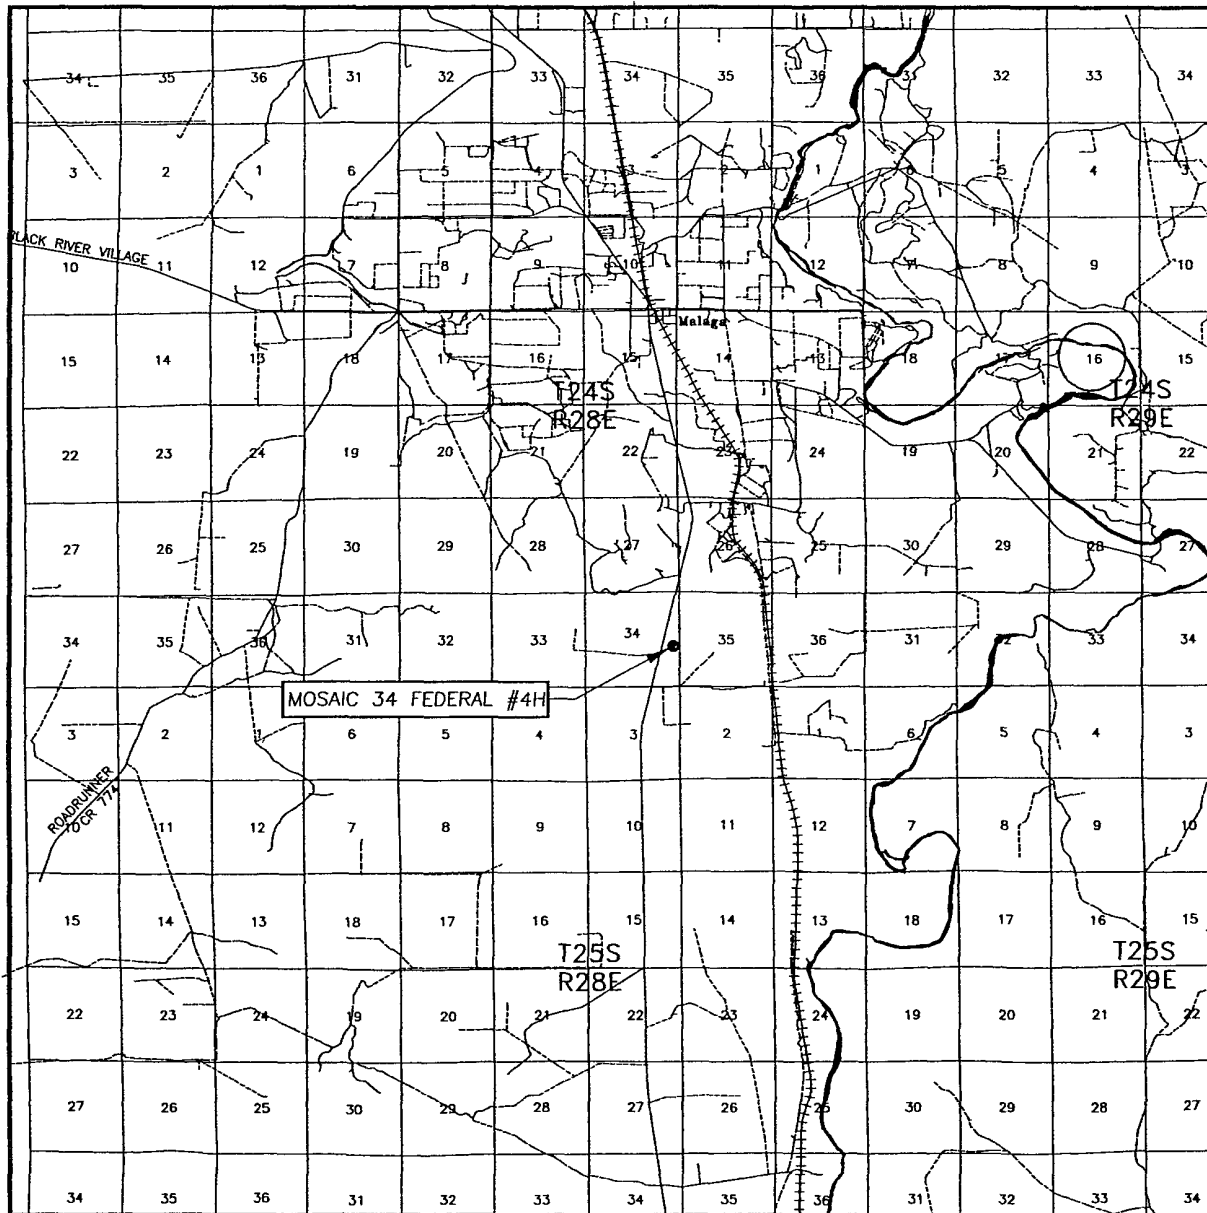 34 35 36 31 32 33 34 35 36 31 32 33 34
3 2 1 6 5 4 3 2 1 6 5 4 3
BLACK RIVER VILLAGE
10 11 12 7 8 9 10 11 12 7 8 9 10
Malaga
15 14 13 18 17 16 15 14 13 18 17 16 15
T24S
R28E
T24S
R29E
22 23 24 19 20 21 22 23 24 19 20 21 22
27 26 25 30 29 28 27 26 25 30 29 28 27
34 35 36 31 32 33 34 35 36 31 32 33 34
MOSAIC 34 FEDERAL #4H
3 2 1 6 5 4 3 2 1 6 5 4 3
ROADRUNNER
CR 774
10 11 12 7 8 9 10 11 12 7 8 9 10
15 14 13 18 17 16 15 14 13 18 17 16 15
T25S
R28E
T25S
R29E
22 23 24 19 20 21 22 23 24 19 20 21 22
27 26 25 30 29 28 27 26 25 30 29 28 27
34 35 36 31 32 33 34 35 36 31 32 33 34